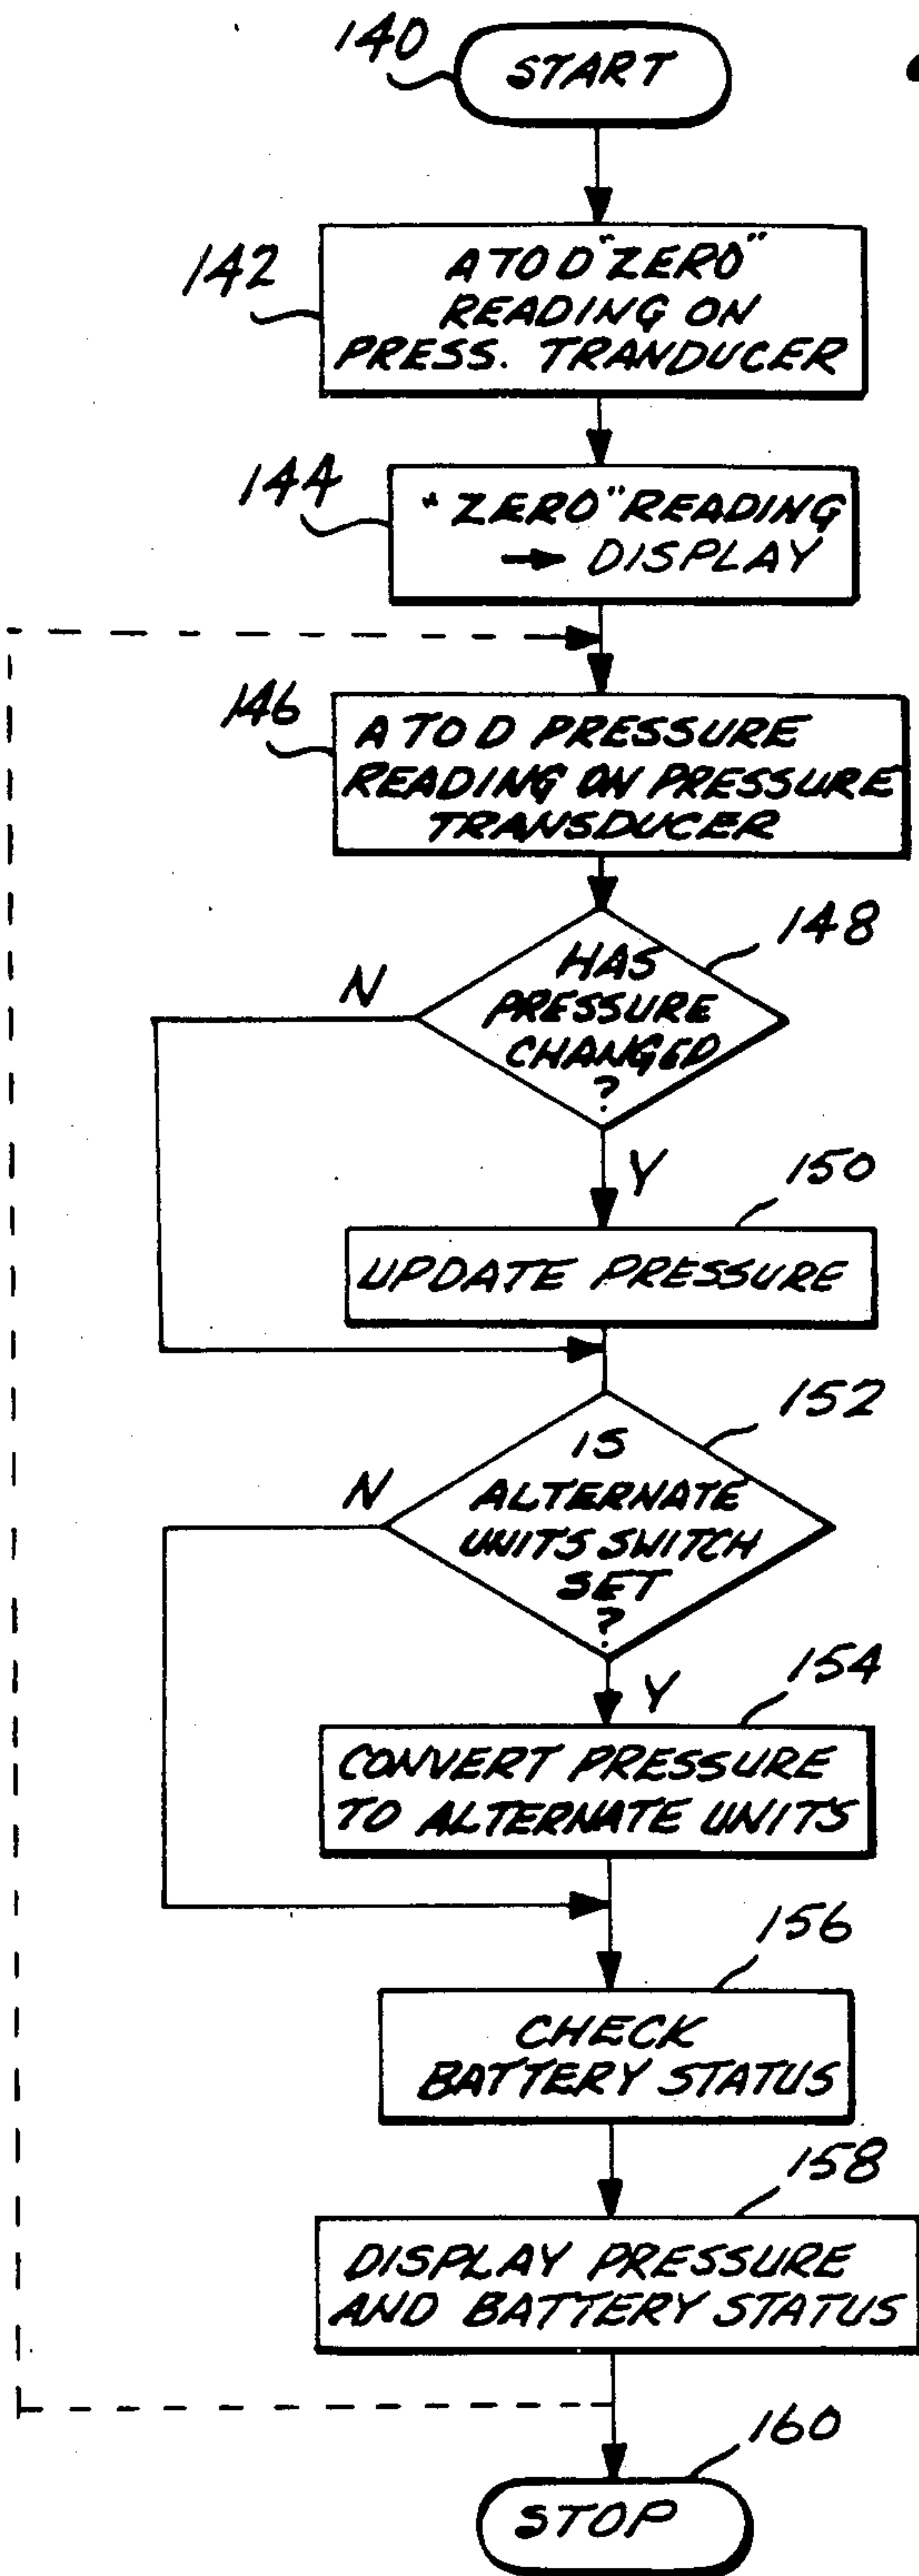 140
START
142
A TO D "ZERO"
READING ON
PRESS. TRANDUCER
144
"ZERO" READING
→ DISPLAY
146
A TO D PRESSURE
READING ON PRESSURE
TRANSDUCER
148
HAS
PRESSURE
CHANGED
?
N
Y
150
UPDATE PRESSURE
152
IS
ALTERNATE
UNITS SWITCH
SET
?
N
Y
154
CONVERT PRESSURE
TO ALTERNATE UNITS
156
CHECK
BATTERY STATUS
158
DISPLAY PRESSURE
AND BATTERY STATUS
160
STOP